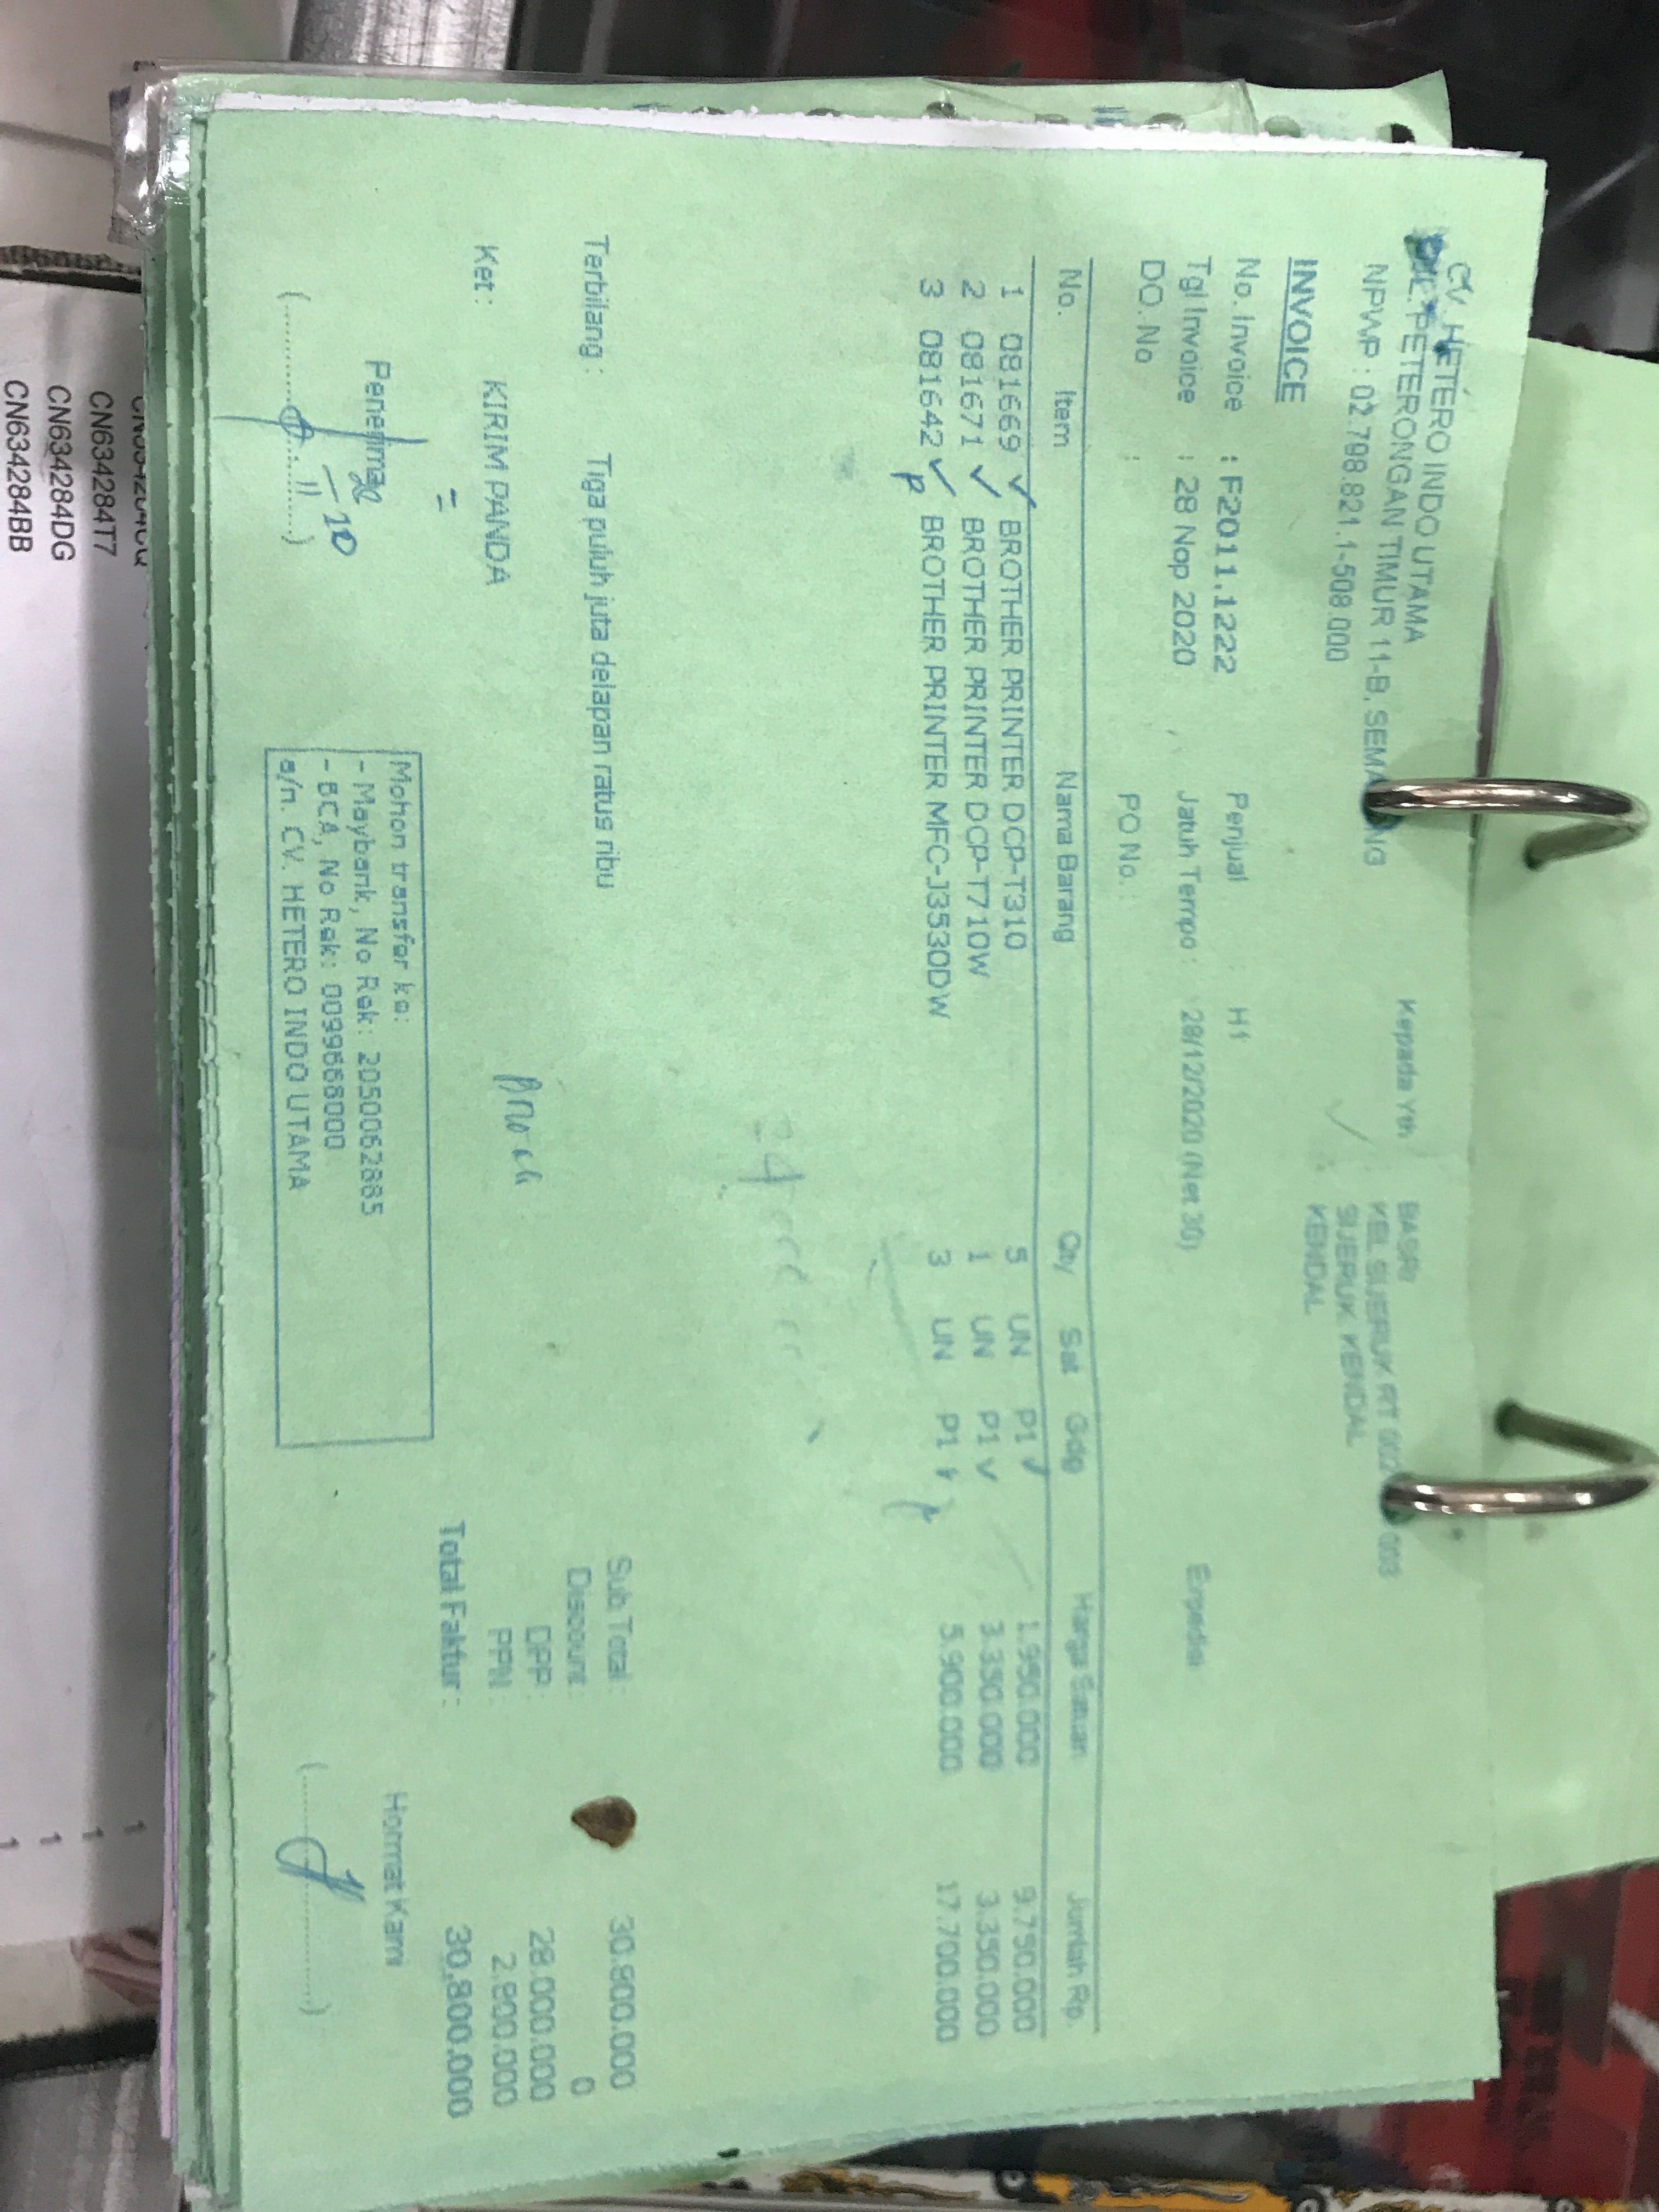 CV. HETERO INDO UTAMA
JL. PETERONGAN TIMUR 11-B, SEMA NG
NPWP : 02.798.821.1-508.000
Kepada Yth
BASRI
KEL SIJERUK RT 002 003
SIJERUK KENDAL
KENDAL
INVOICE
No. Invoice : F2011.1222 Penjual : H1
Tgl Invoice : 28 Nop 2020 Jatuh Tempo : 28/12/2020 (Net 30) Expedisi
DO. No : PO No. :
No. Item Nama Barang Qty Sat Gdg Harga Satuan Jumlah Rp.
1 081669 BROTHER PRINTER DCP-T310 5 UN P1 1.950.000 9.750.000
2 081671 BROTHER PRINTER DCP-T710W 1 UN P1 3.350.000 3.350.000
3 081642 BROTHER PRINTER MFC-J3530DW 3 UN P1 5.900.000 17.700.000
Terbilang : Tiga puluh juta delapan ratus ribu
Sub Total : 30.800.000
Discount : 0
DPP : 28.000.000
PPN : 2.800.000
Total Faktur : 30.800.000
Ket : KIRIM PANDA
Penerima
Mohon transfer ke:
- Maybank, No Rek: 2050062885
- BCA, No Rek: 0099668000
a/n. CV. HETERO INDO UTAMA
Hormat Kami
(....................)
(....................)
CN634284T7 1
CN634284DG 1
CN634284BB 1